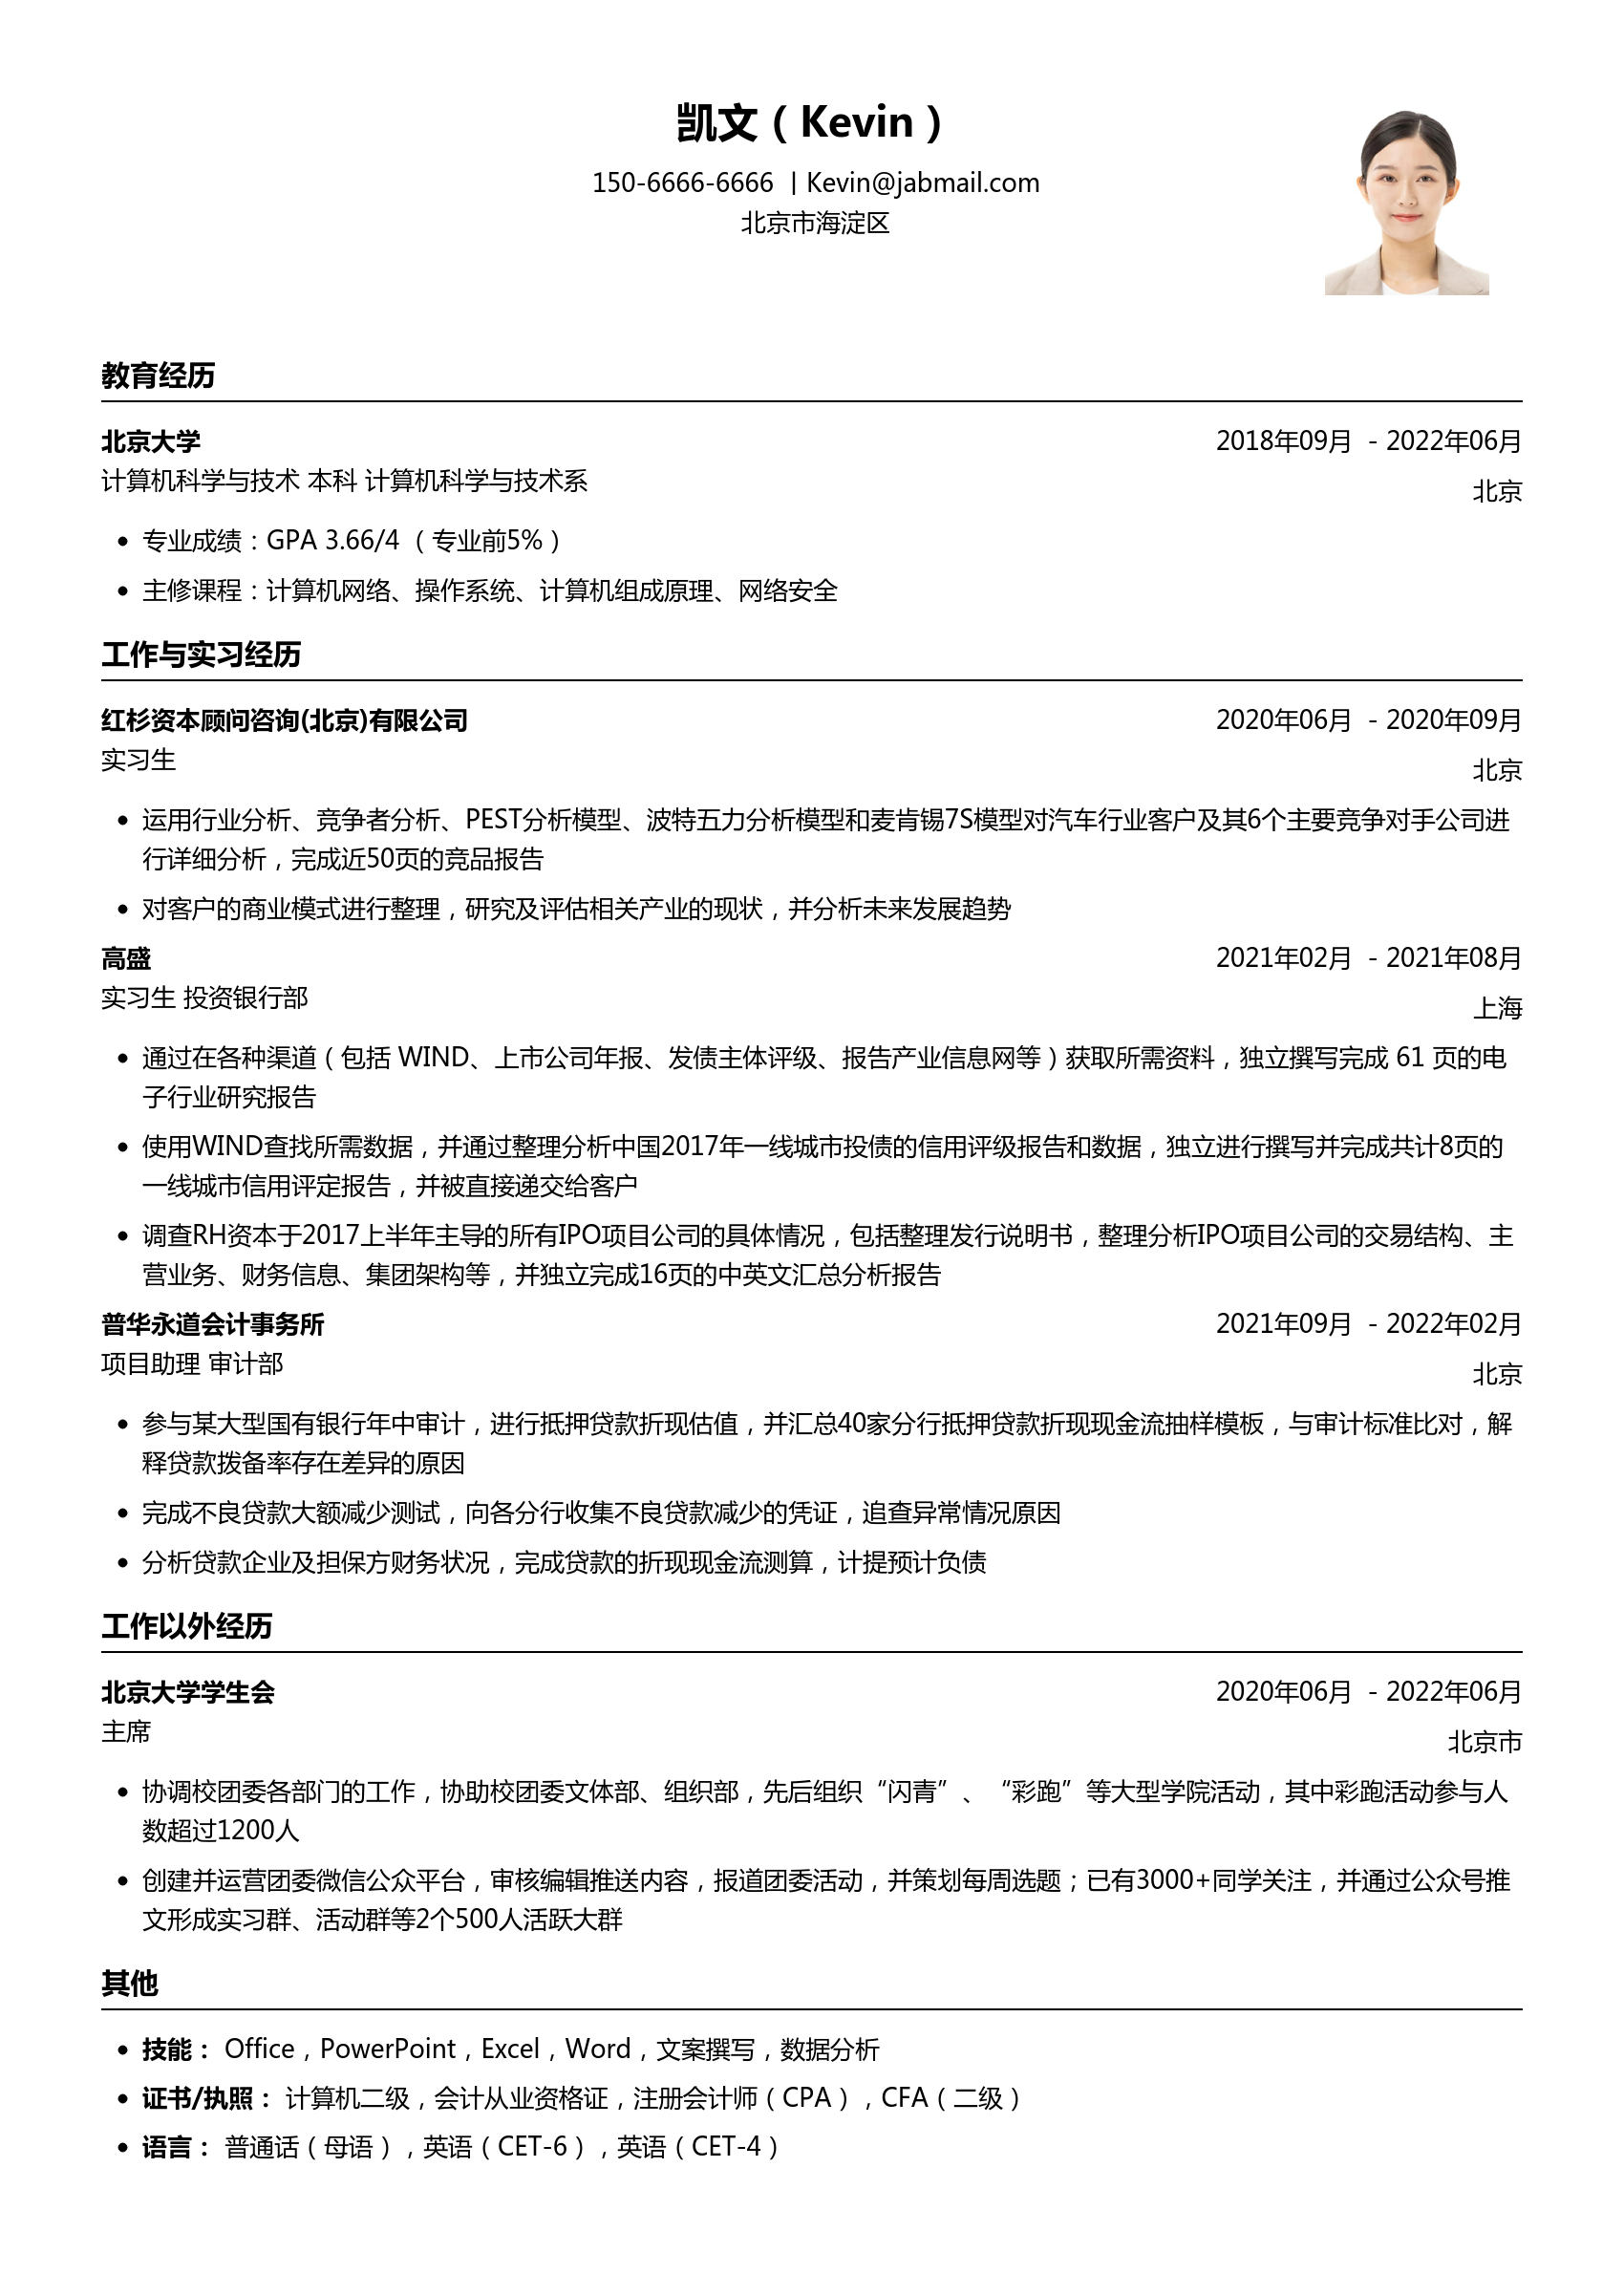 凯文（Kevin）
150-6666-6666 | Kevin@jabmail.com
北京市海淀区
教育经历
北京大学 2018年09月 - 2022年06月
计算机科学与技术 本科 计算机科学与技术系 北京
• 专业成绩：GPA 3.66/4 （专业前5%）
• 主修课程：计算机网络、操作系统、计算机组成原理、网络安全
工作与实习经历
红杉资本顾问咨询(北京)有限公司 2020年06月 - 2020年09月
实习生 北京
• 运用行业分析、竞争者分析、PEST分析模型、波特五力分析模型和麦肯锡7S模型对汽车行业客户及其6个主要竞争对手公司进
行详细分析，完成近50页的竞品报告
• 对客户的商业模式进行整理，研究及评估相关产业的现状，并分析未来发展趋势
高盛 2021年02月 - 2021年08月
实习生 投资银行部 上海
• 通过在各种渠道（包括 WIND、上市公司年报、发债主体评级、报告产业信息网等）获取所需资料，独立撰写完成 61 页的电
子行业研究报告
• 使用WIND查找所需数据，并通过整理分析中国2017年一线城市投债的信用评级报告和数据，独立进行撰写并完成共计8页的
一线城市信用评定报告，并被直接递交给客户
• 调查RH资本于2017上半年主导的所有IPO项目公司的具体情况，包括整理发行说明书，整理分析IPO项目公司的交易结构、主
营业务、财务信息、集团架构等，并独立完成16页的中英文汇总分析报告
普华永道会计事务所 2021年09月 - 2022年02月
项目助理 审计部 北京
• 参与某大型国有银行年中审计，进行抵押贷款折现估值，并汇总40家分行抵押贷款折现现金流抽样模板，与审计标准比对，解
释贷款拨备率存在差异的原因
• 完成不良贷款大额减少测试，向各分行收集不良贷款减少的凭证，追查异常情况原因
• 分析贷款企业及担保方财务状况，完成贷款的折现现金流测算，计提预计负债
工作以外经历
北京大学学生会 2020年06月 - 2022年06月
主席 北京市
• 协调校团委各部门的工作，协助校团委文体部、组织部，先后组织“闪青”、“彩跑”等大型学院活动，其中彩跑活动参与人
数超过1200人
• 创建并运营团委微信公众平台，审核编辑推送内容，报道团委活动，并策划每周选题；已有3000+同学关注，并通过公众号推
文形成实习群、活动群等2个500人活跃大群
其他
• 技能： Office，PowerPoint，Excel，Word，文案撰写，数据分析
• 证书/执照： 计算机二级，会计从业资格证，注册会计师（CPA），CFA（二级）
• 语言： 普通话（母语），英语（CET-6），英语（CET-4）